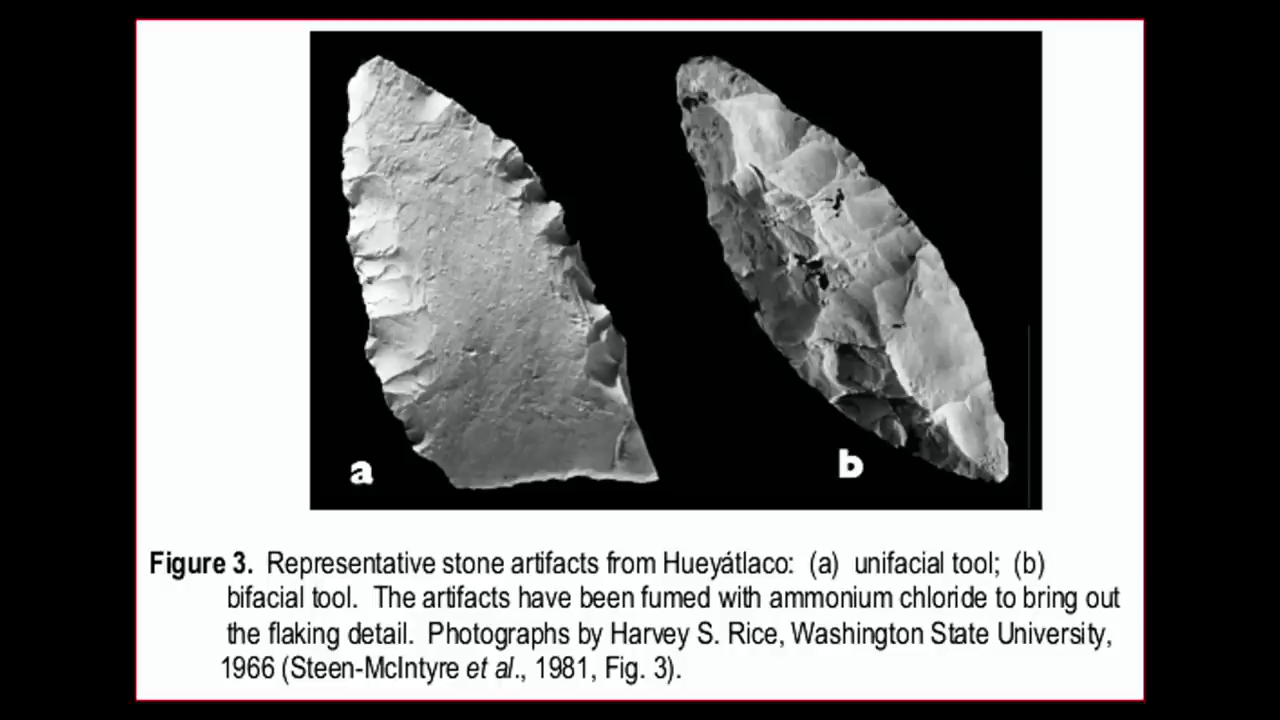 a
b
Figure 3. Representative stone artifacts from Hueyátlaco: (a) unifacial tool; (b)
bifacial tool. The artifacts have been fumed with ammonium chloride to bring out
the flaking detail. Photographs by Harvey S. Rice, Washington State University,
1966 (Steen-McIntyre et al., 1981, Fig. 3).